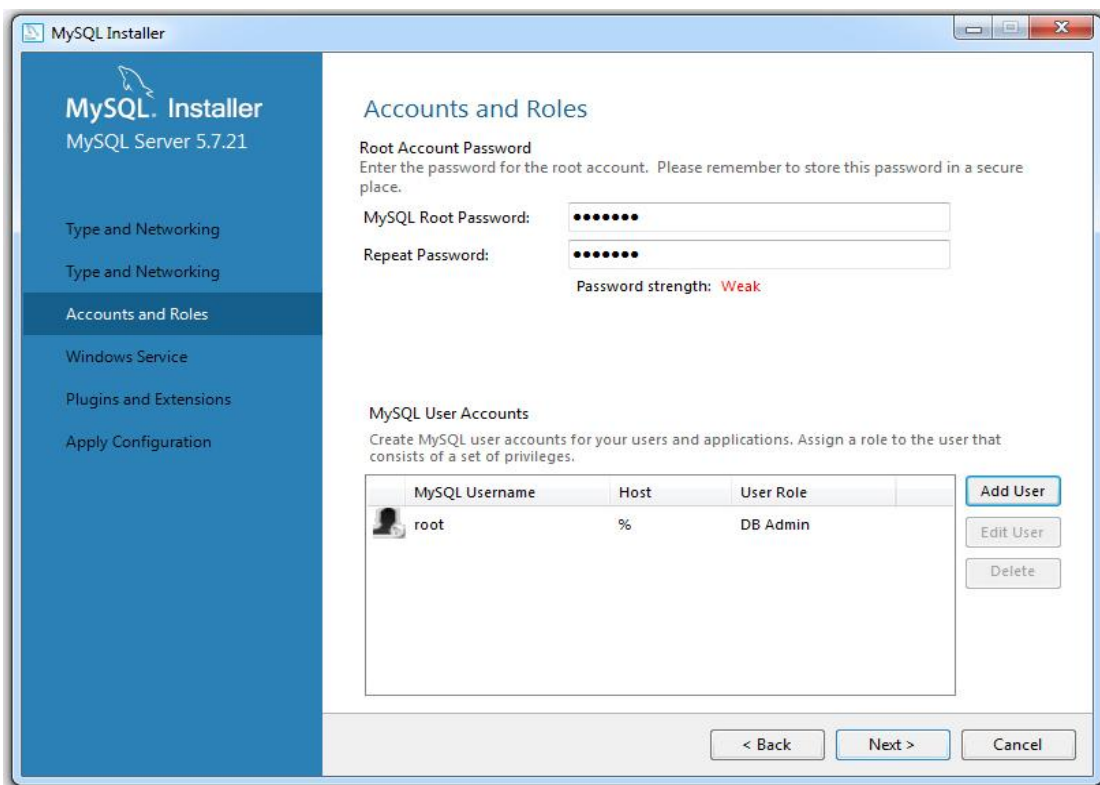 MySQL Installer
MySQL. Installer
MySQL Server 5.7.21
Type and Networking
Type and Networking
Accounts and Roles
Windows Service
Plugins and Extensions
Apply Configuration
Accounts and Roles
Root Account Password
Enter the password for the root account. Please remember to store this password in a secure
place.
MySQL Root Password: •••••••
Repeat Password: •••••••
Password strength: Weak
MySQL User Accounts
Create MySQL user accounts for your users and applications. Assign a role to the user that
consists of a set of privileges.
MySQL Username Host User Role
root % DB Admin
Add User
Edit User
Delete
< Back Next > Cancel